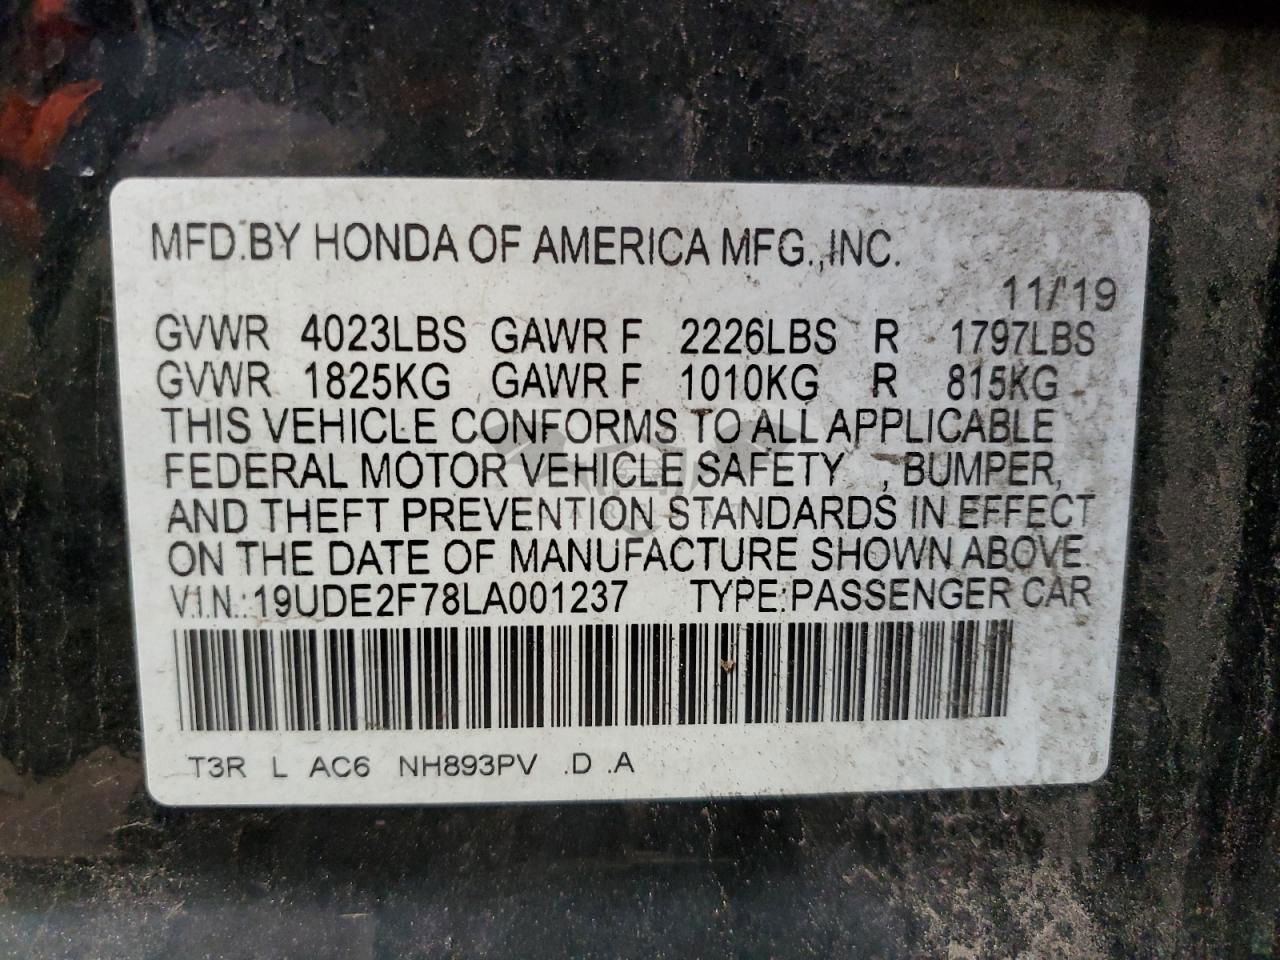 MFD.BY HONDA OF AMERICA MFG.,INC.
11/'19
GVWR 4023LBS GAWR F 2226LBS R 1797LBS
GVWR 1825KG GAWR F 1010KG R 815KG
THIS VEHICLE CONFORMS TO ALL APPLICABLE
FEDERAL MOTOR VEHICLE SAFETY , BUMPER,
AND THEFT PREVENTION STANDARDS IN EFFECT
ON THE DATE OF MANUFACTURE SHOWN ABOVE.
V.I.N.:19UDE2F78LA001237 TYPE:PASSENGER CAR
T3R L AC6 NH893PV .D .A